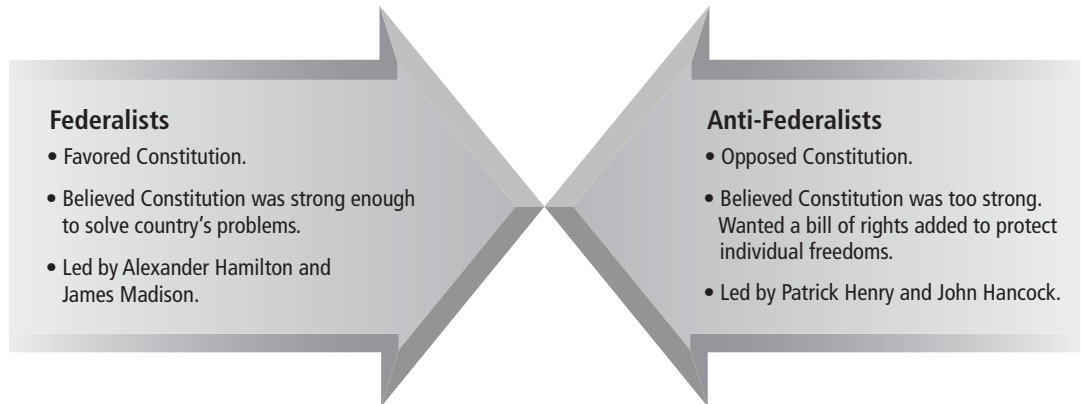 Federalists
• Favored Constitution.
• Believed Constitution was strong enough
to solve country's problems.
• Led by Alexander Hamilton and
James Madison.
Anti-Federalists
• Opposed Constitution.
• Believed Constitution was too strong.
Wanted a bill of rights added to protect
individual freedoms.
• Led by Patrick Henry and John Hancock.